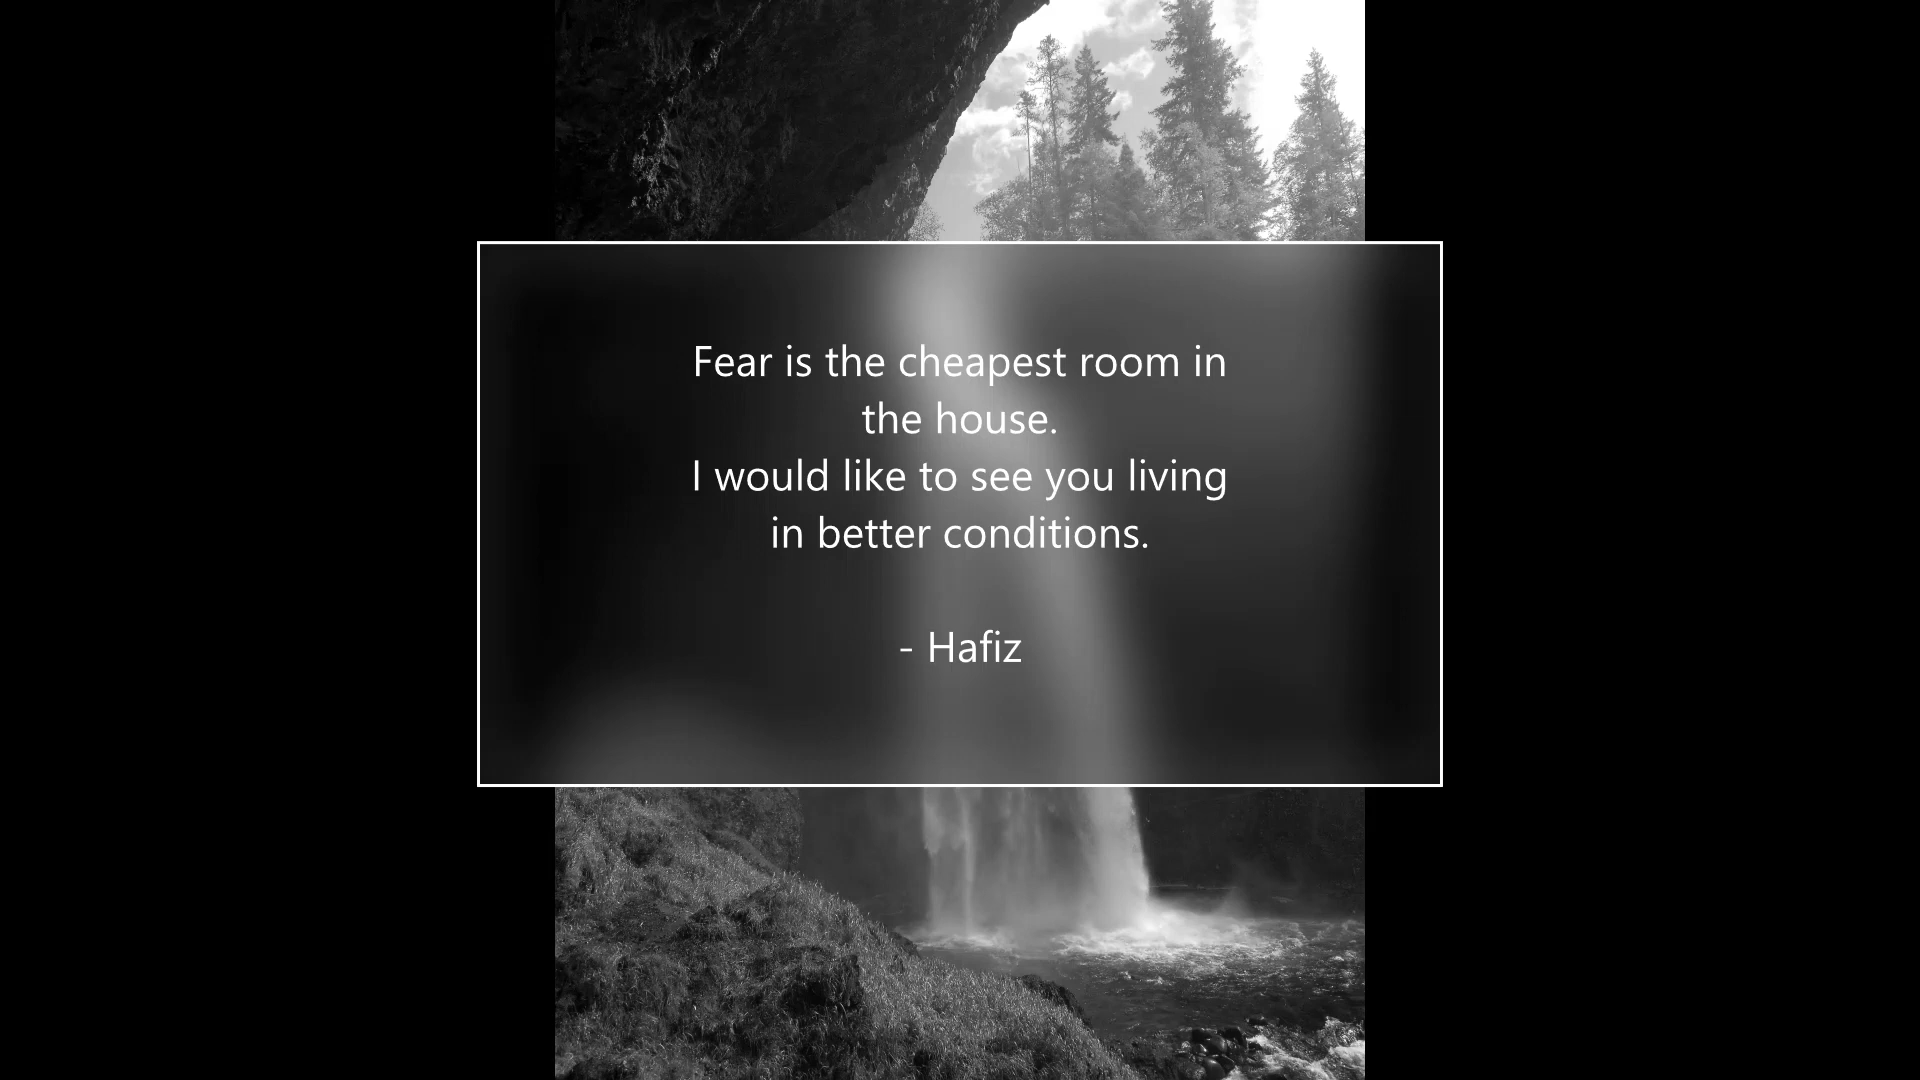 Fear is the cheapest room in
the house.
I would like to see you living
in better conditions.
- Hafiz